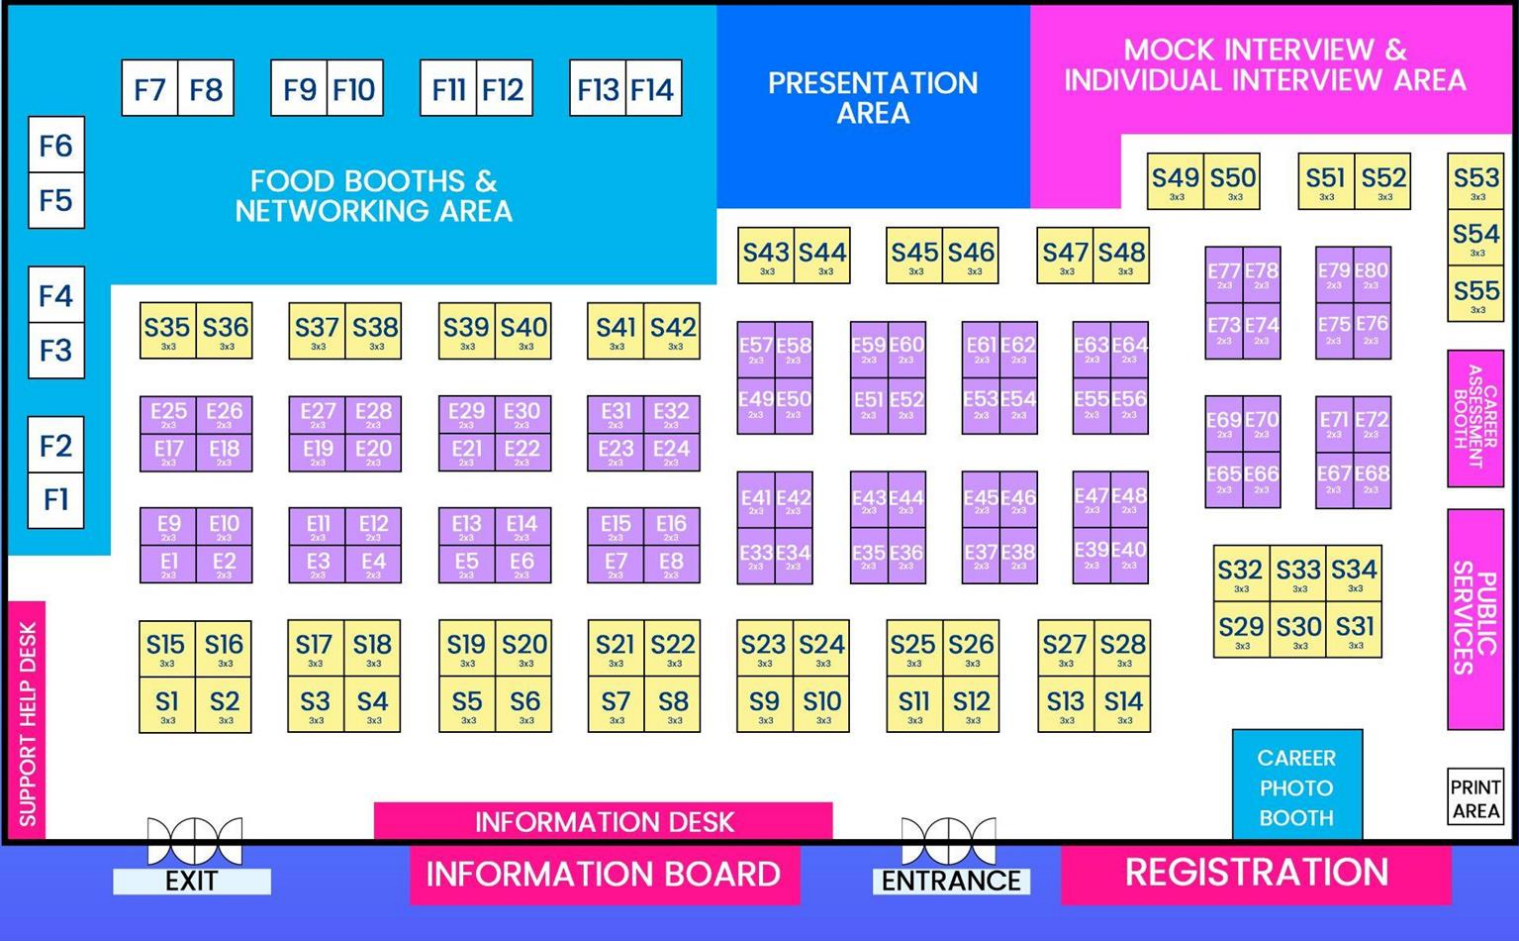 MOCK INTERVIEW &
INDIVIDUAL INTERVIEW AREA
PRESENTATION
AREA
F7 F8 F9 F10 F11 F12 F13 F14
F6
F5
FOOD BOOTHS &
NETWORKING AREA
F4
F3
F2
F1
S49 S50 S51 S52 S53
3x3 3x3 3x3 3x3 3x3
S54
3x3
S55
3x3
S43 S44 S45 S46 S47 S48
3x3 3x3 3x3 3x3 3x3 3x3
E77 E78 E79 E80
2x3 2x3 2x3 2x3
E73 E74 E75 E76
2x3 2x3 2x3 2x3
S35 S36 S37 S38 S39 S40 S41 S42
3x3 3x3 3x3 3x3 3x3 3x3 3x3 3x3
E57 E58 E59 E60 E61 E62 E63 E64
2x3 2x3 2x3 2x3 2x3 2x3 2x3 2x3
E49 E50 E51 E52 E53 E54 E55 E56
2x3 2x3 2x3 2x3 2x3 2x3 2x3 2x3
E25 E26 E27 E28 E29 E30 E31 E32
2x3 2x3 2x3 2x3 2x3 2x3 2x3 2x3
E17 E18 E19 E20 E21 E22 E23 E24
2x3 2x3 2x3 2x3 2x3 2x3 2x3 2x3
E69 E70 E71 E72
2x3 2x3 2x3 2x3
E65 E66 E67 E68
2x3 2x3 2x3 2x3
CAREER
ASSESSMENT
BOOTH
E41 E42 E43 E44 E45 E46 E47 E48
2x3 2x3 2x3 2x3 2x3 2x3 2x3 2x3
E33 E34 E35 E36 E37 E38 E39 E40
2x3 2x3 2x3 2x3 2x3 2x3 2x3 2x3
E9 E10 E11 E12 E13 E14 E15 E16
2x3 2x3 2x3 2x3 2x3 2x3 2x3 2x3
E1 E2 E3 E4 E5 E6 E7 E8
2x3 2x3 2x3 2x3 2x3 2x3 2x3 2x3
S32 S33 S34
3x3 3x3 3x3
S29 S30 S31
3x3 3x3 3x3
PUBLIC
SERVICES
S15 S16 S17 S18 S19 S20 S21 S22 S23 S24 S25 S26 S27 S28
3x3 3x3 3x3 3x3 3x3 3x3 3x3 3x3 3x3 3x3 3x3 3x3 3x3 3x3
S1 S2 S3 S4 S5 S6 S7 S8 S9 S10 S11 S12 S13 S14
3x3 3x3 3x3 3x3 3x3 3x3 3x3 3x3 3x3 3x3 3x3 3x3 3x3 3x3
SUPPORT HELP DESK
CAREER
PHOTO
BOOTH
PRINT
AREA
INFORMATION DESK
EXIT
INFORMATION BOARD
ENTRANCE
REGISTRATION